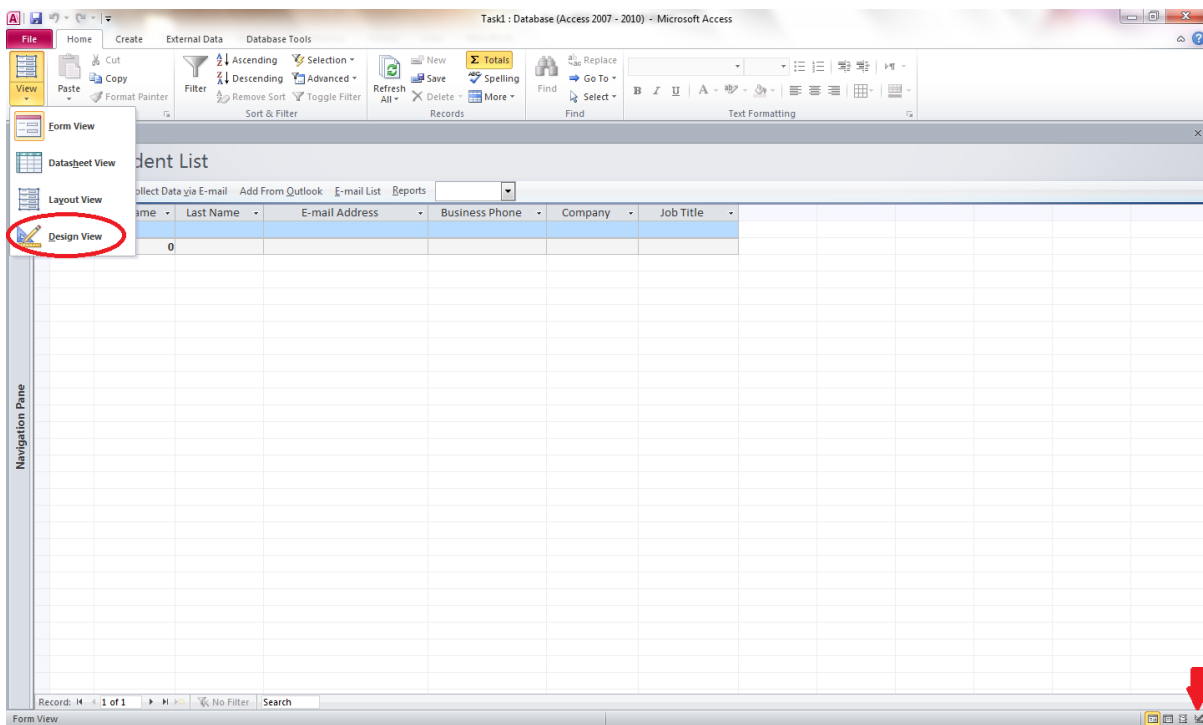 Task1 : Database (Access 2007 - 2010) - Microsoft Access
File Home Create External Data Database Tools
View
Paste
Cut
Copy
Format Painter
Filter
Ascending
Descending
Remove Sort
Selection
Advanced
Toggle Filter
Sort & Filter
Refresh
All
New
Save
Delete
Totals
Spelling
More
Records
Find
Replace
Go To
Select
Find
B I U A
Text Formatting
Form View
Datasheet View
Layout View
Design View
dent List
ollect Data via E-mail Add From Outlook E-mail List Reports
ame Last Name E-mail Address Business Phone Company Job Title
0
Navigation Pane
Record: 1 of 1 No Filter Search
Form View